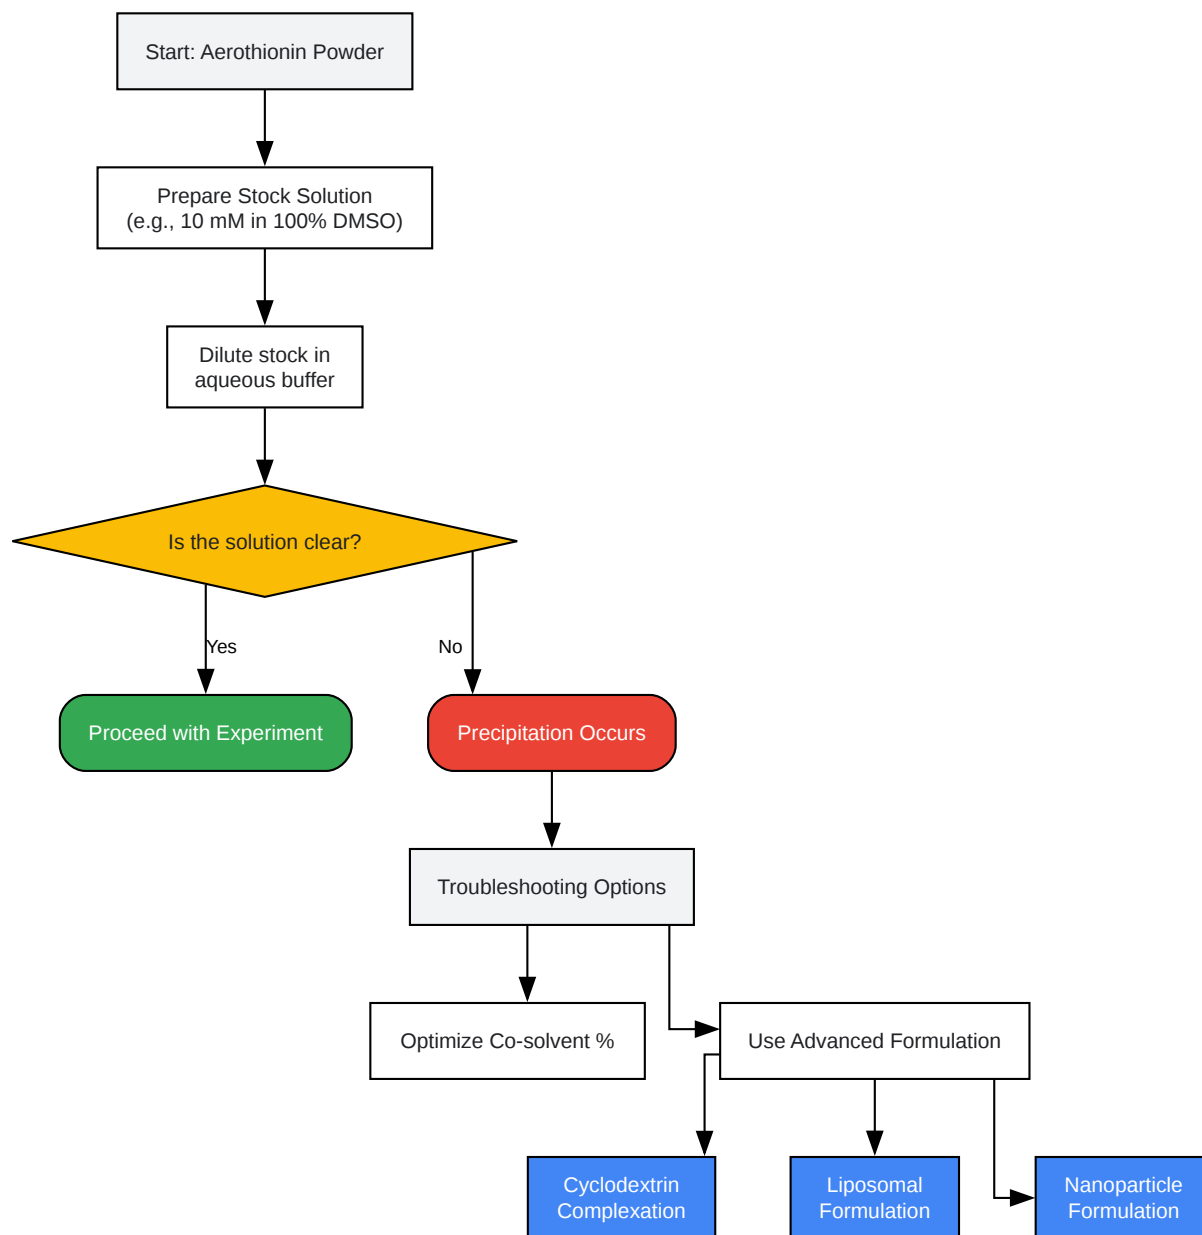 Start: Aerothionin Powder
Prepare Stock Solution
(e.g., 10 mM in 100% DMSO)
Dilute stock in
aqueous buffer
Is the solution clear?
Yes
No
Proceed with Experiment
Precipitation Occurs
Troubleshooting Options
Optimize Co-solvent %
Use Advanced Formulation
Cyclodextrin
Complexation
Liposomal
Formulation
Nanoparticle
Formulation